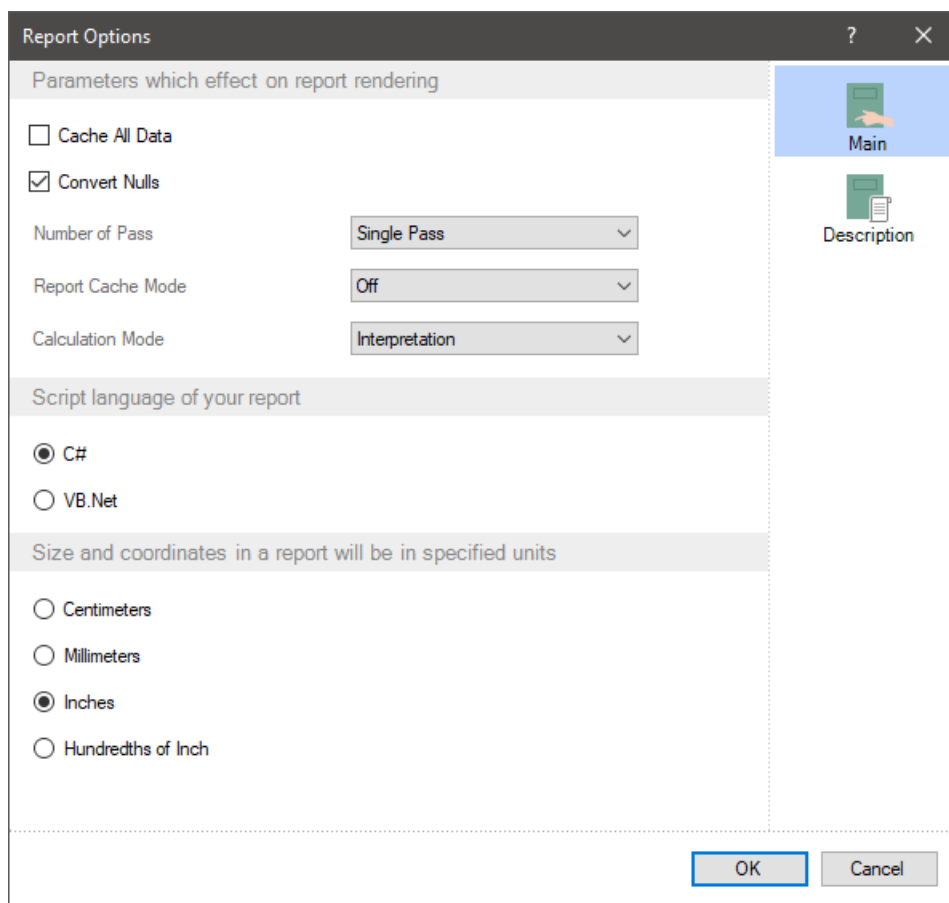 Report Options
?
Parameters which effect on report rendering
Cache All Data
Convert Nulls
Number of Pass
Single Pass
Report Cache Mode
Off
Calculation Mode
Interpretation
Script language of your report
C#
VB.Net
Size and coordinates in a report will be in specified units
Centimeters
Millimeters
Inches
Hundredths of Inch
Main
Description
OK
Cancel